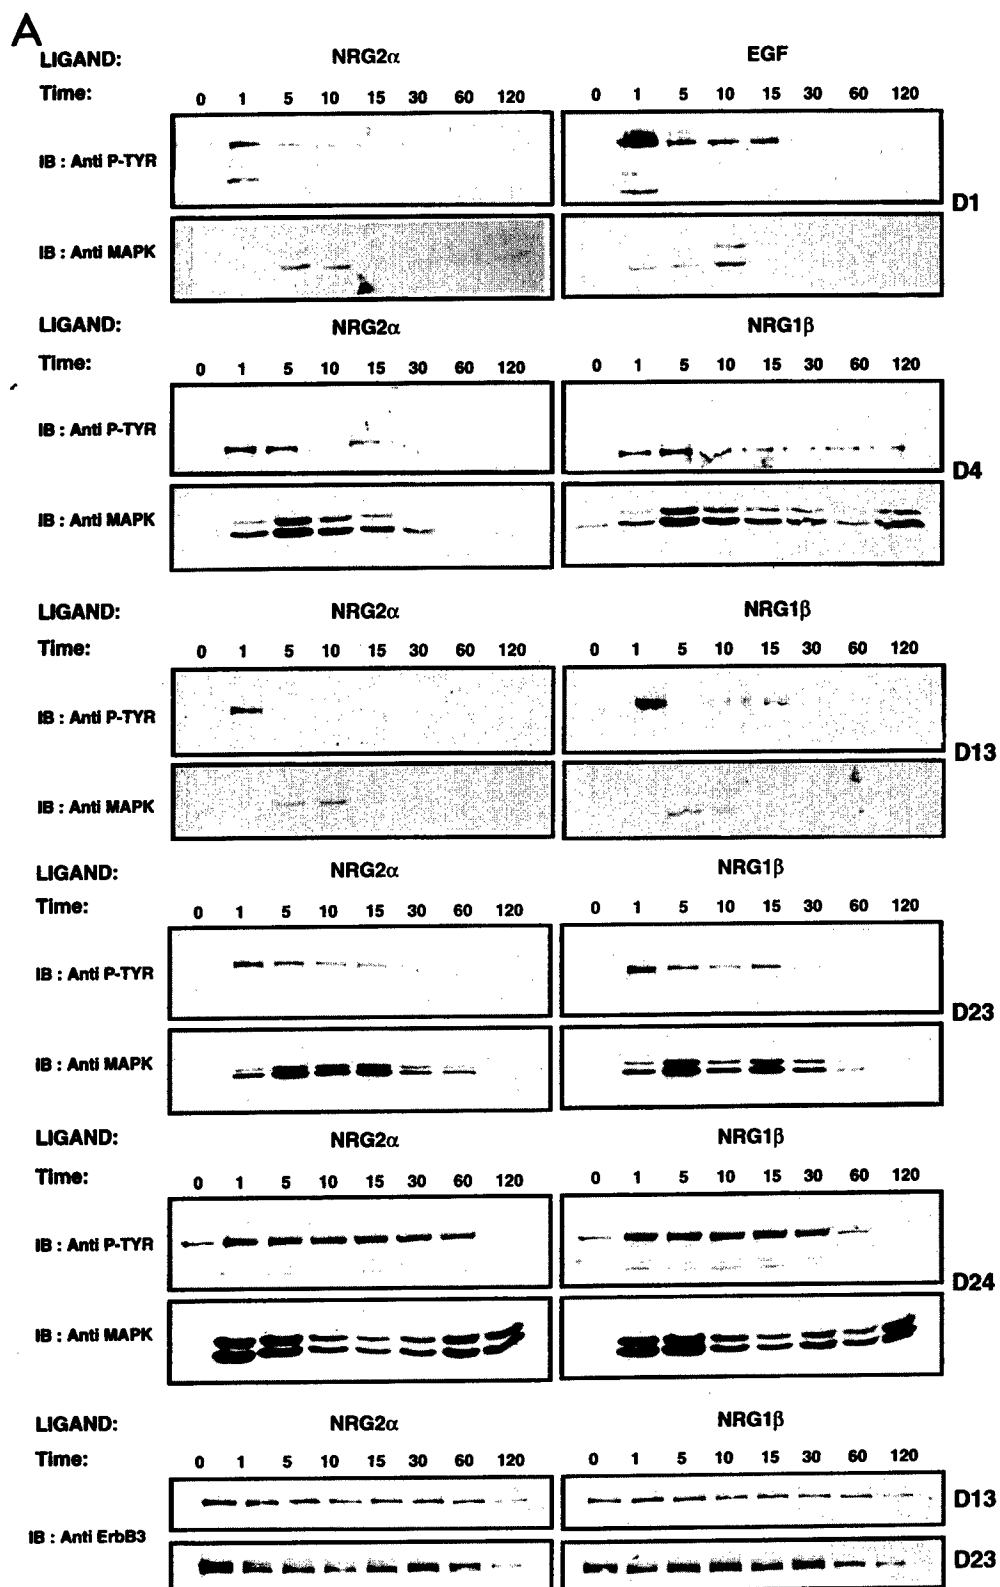 A
LIGAND: NRG2α EGF
Time: 0 1 5 10 15 30 60 120 0 1 5 10 15 30 60 120
IB : Anti P-TYR
D1
IB : Anti MAPK
LIGAND: NRG2α NRG1β
Time: 0 1 5 10 15 30 60 120 0 1 5 10 15 30 60 120
IB : Anti P-TYR
D4
IB : Anti MAPK
LIGAND: NRG2α NRG1β
Time: 0 1 5 10 15 30 60 120 0 1 5 10 15 30 60 120
IB : Anti P-TYR
D13
IB : Anti MAPK
LIGAND: NRG2α NRG1β
Time: 0 1 5 10 15 30 60 120 0 1 5 10 15 30 60 120
IB : Anti P-TYR
D23
IB : Anti MAPK
LIGAND: NRG2α NRG1β
Time: 0 1 5 10 15 30 60 120 0 1 5 10 15 30 60 120
IB : Anti P-TYR
D24
IB : Anti MAPK
LIGAND: NRG2α NRG1β
Time: 0 1 5 10 15 30 60 120 0 1 5 10 15 30 60 120
D13
IB : Anti ErbB3
D23